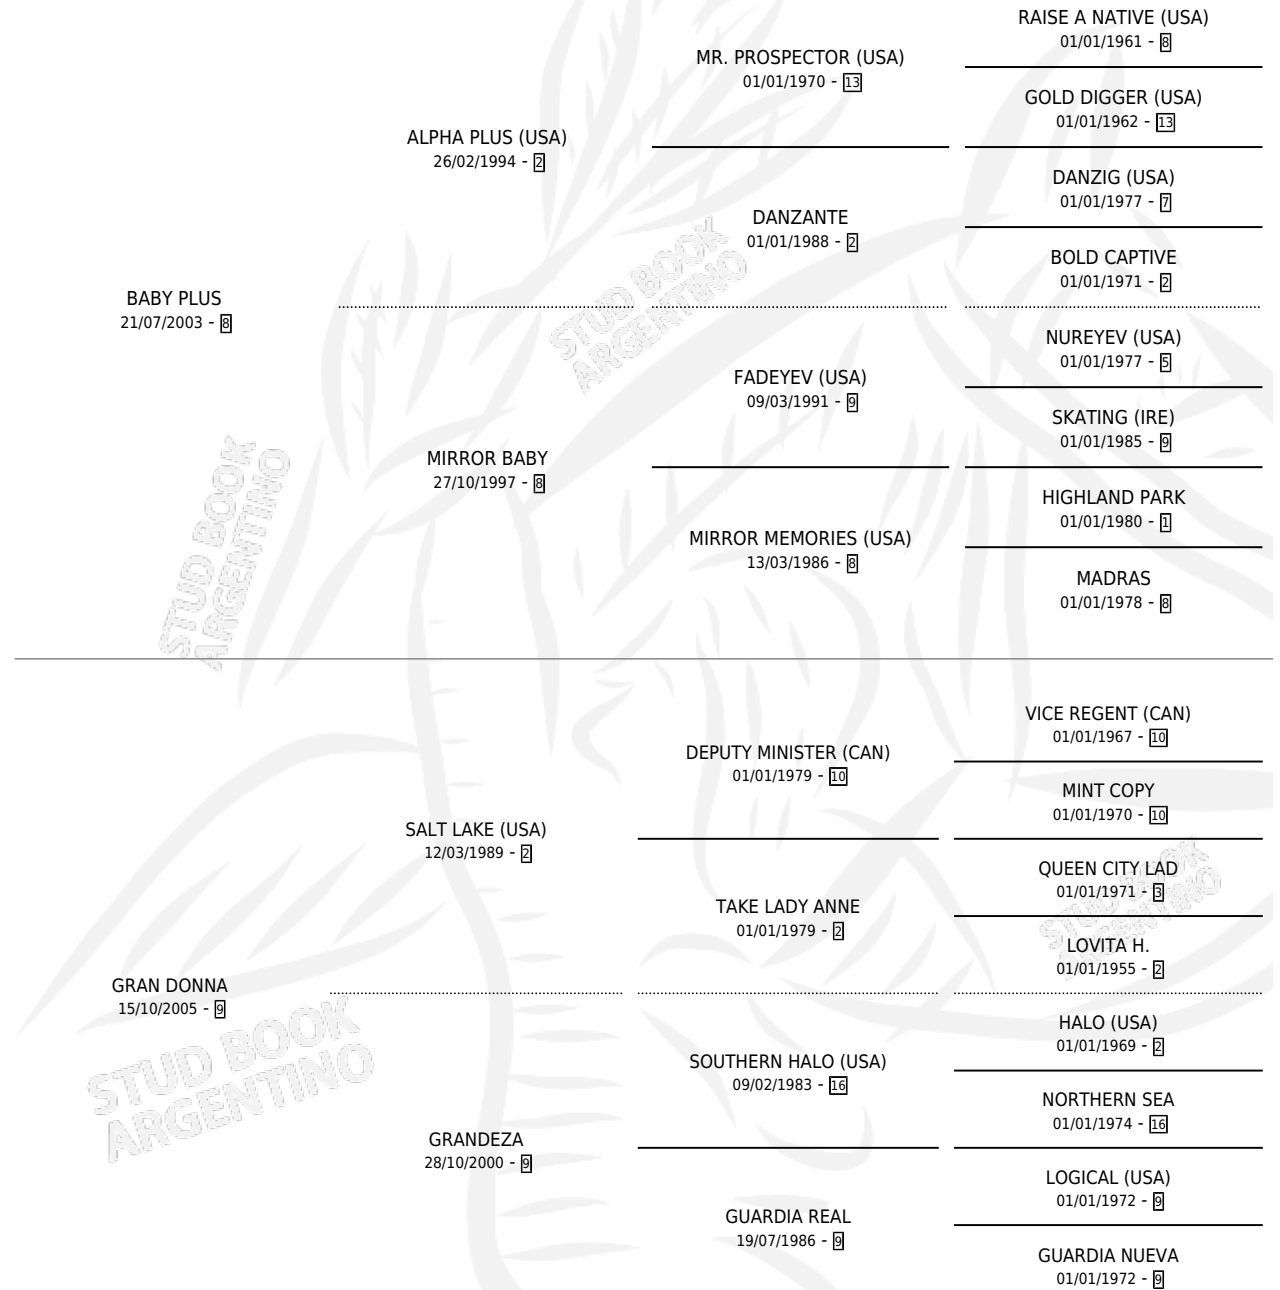 RAISE A NATIVE (USA)
01/01/1961 - 8
MR. PROSPECTOR (USA)
01/01/1970 - 13
GOLD DIGGER (USA)
01/01/1962 - 13
ALPHA PLUS (USA)
26/02/1994 - 2
DANZIG (USA)
01/01/1977 - 7
DANZANTE
01/01/1988 - 2
BOLD CAPTIVE
01/01/1971 - 2
STUD BOOK
ARGENTINO
BABY PLUS
21/07/2003 - 8
NUREYEV (USA)
01/01/1977 - 5
FADEYEV (USA)
09/03/1991 - 9
SKATING (IRE)
01/01/1985 - 9
MIRROR BABY
27/10/1997 - 8
HIGHLAND PARK
01/01/1980 - 1
MIRROR MEMORIES (USA)
13/03/1986 - 8
MADRAS
01/01/1978 - 8
STUD BOOK
ARGENTINO
VICE REGENT (CAN)
01/01/1967 - 10
DEPUTY MINISTER (CAN)
01/01/1979 - 10
MINT COPY
01/01/1970 - 10
SALT LAKE (USA)
12/03/1989 - 2
QUEEN CITY LAD
01/01/1971 - 3
TAKE LADY ANNE
01/01/1979 - 2
LOVITA H.
01/01/1955 - 2
STUD BOOK
ARGENTINO
GRAN DONNA
15/10/2005 - 9
HALO (USA)
01/01/1969 - 2
SOUTHERN HALO (USA)
09/02/1983 - 16
NORTHERN SEA
01/01/1974 - 16
STUD BOOK
ARGENTINO
GRANDEZA
28/10/2000 - 9
LOGICAL (USA)
01/01/1972 - 9
GUARDIA REAL
19/07/1986 - 9
GUARDIA NUEVA
01/01/1972 - 9